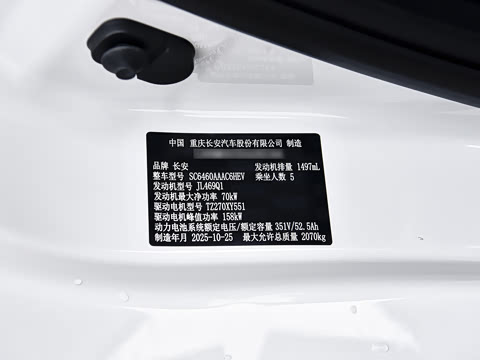 中国 重庆长安汽车股份有限公司 制造
品牌 长安 发动机排量 1497mL
整车型号 SC6460AAAC6HEV 乘坐人数 5
发动机型号 JL469Q1
发动机最大净功率 70kW
驱动电机型号 TZ270XY551
驱动电机峰值功率 158kW
动力电池系统额定电压/额定容量 351V/52.5Ah
制造年月 2025-10-25 最大允许总质量 2070kg